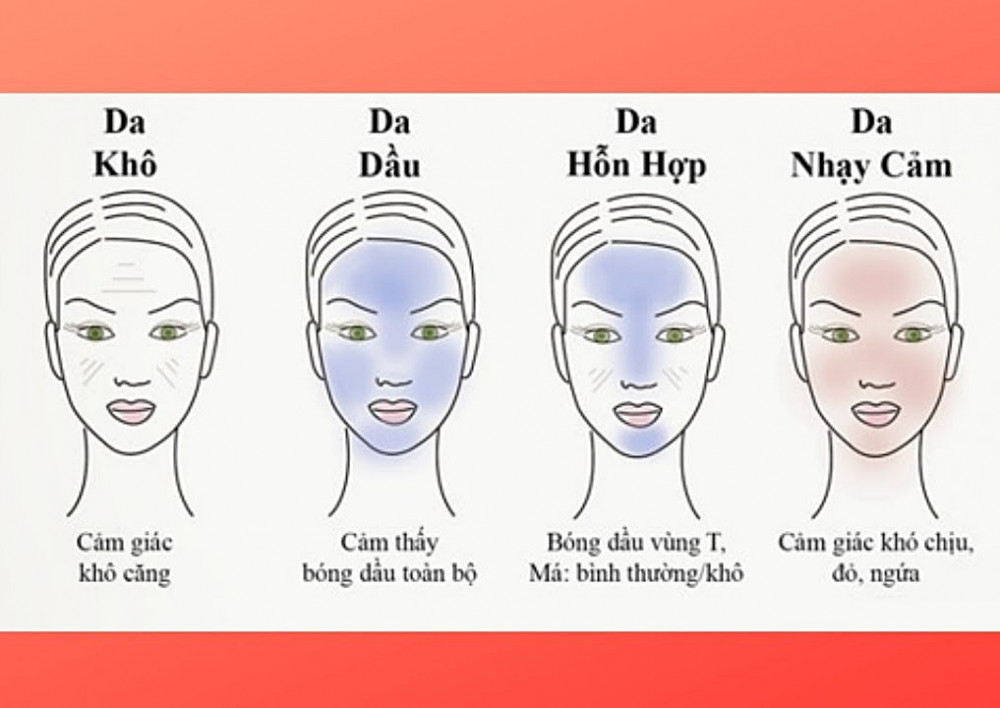 Da
Khô
Da
Dầu
Da
Hỗn Hợp
Da
Nhạy Cảm
Cảm giác
khô căng
Cảm thấy
bóng dầu toàn bộ
Bóng dầu vùng T,
Má: bình thường/khô
Cảm giác khó chịu,
đỏ, ngứa